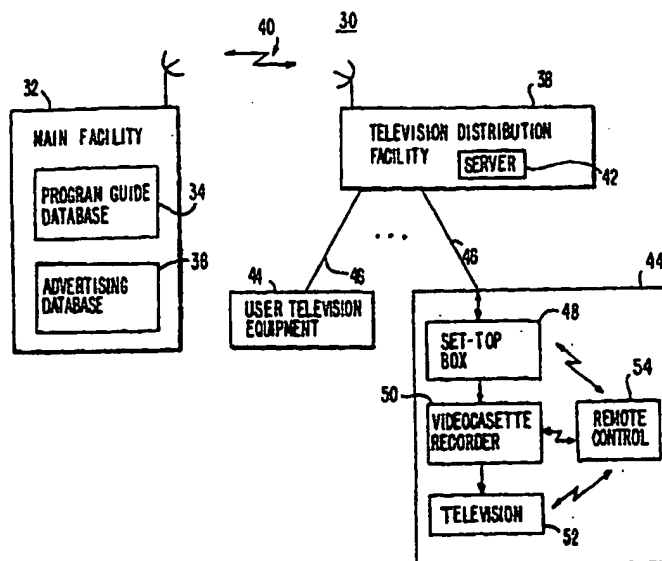 40
30
32
38
MAIN FACILITY
PROGRAM GUIDE
DATABASE
34
ADVERTISING
DATABASE
38
TELEVISION DISTRIBUTION
FACILITY
SERVER
42
...
46
46
44
USER TELEVISION
EQUIPMENT
44
SET-TOP
BOX
48
50
VIDEOCASETTE
RECORDER
54
REMOTE
CONTROL
TELEVISION
52